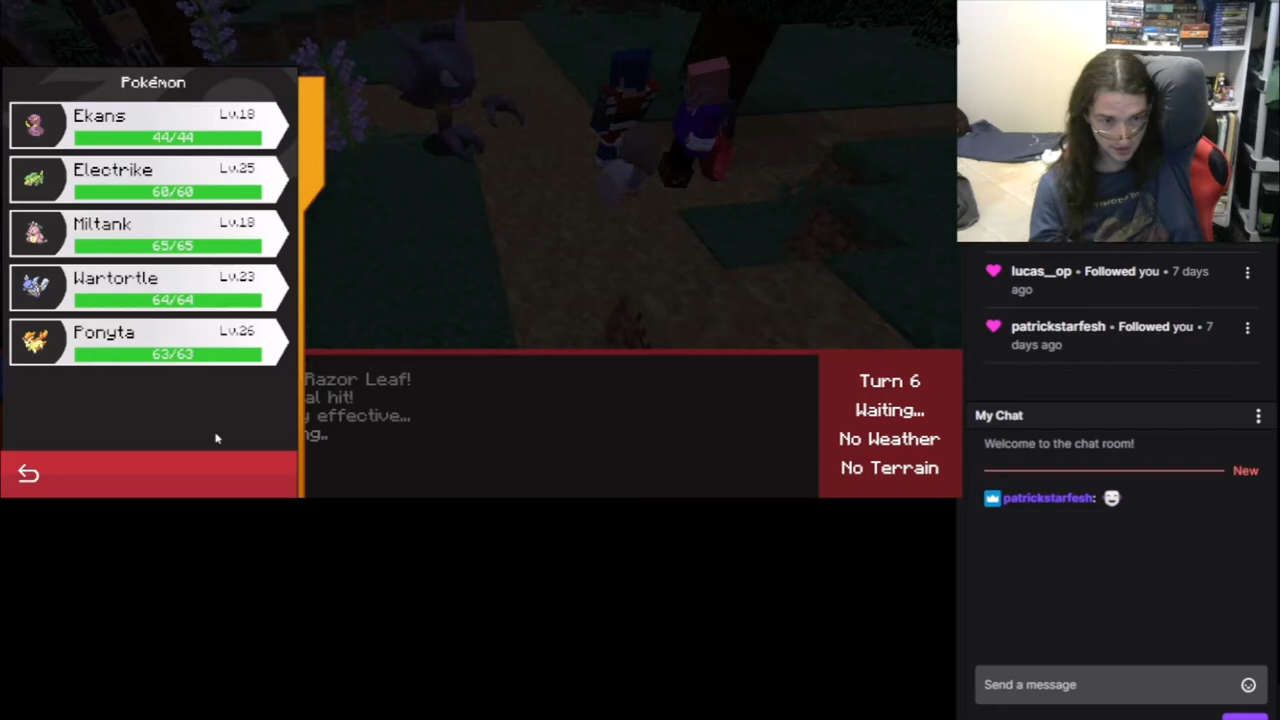 Pokémon
Ekans Lv.18
44/44
Electrike Lv.25
60/60
Miltank Lv.18
65/65
Wartortle Lv.23
64/64
Ponyta Lv.26
63/63
Razor Leaf!
al hit!
y effective...
ng..
Turn 6
Waiting...
No Weather
No Terrain
lucas__op • Followed you • 7 days
ago
patrickstarfesh • Followed you • 7
days ago
My Chat
Welcome to the chat room!
New
patrickstarfesh:
Send a message